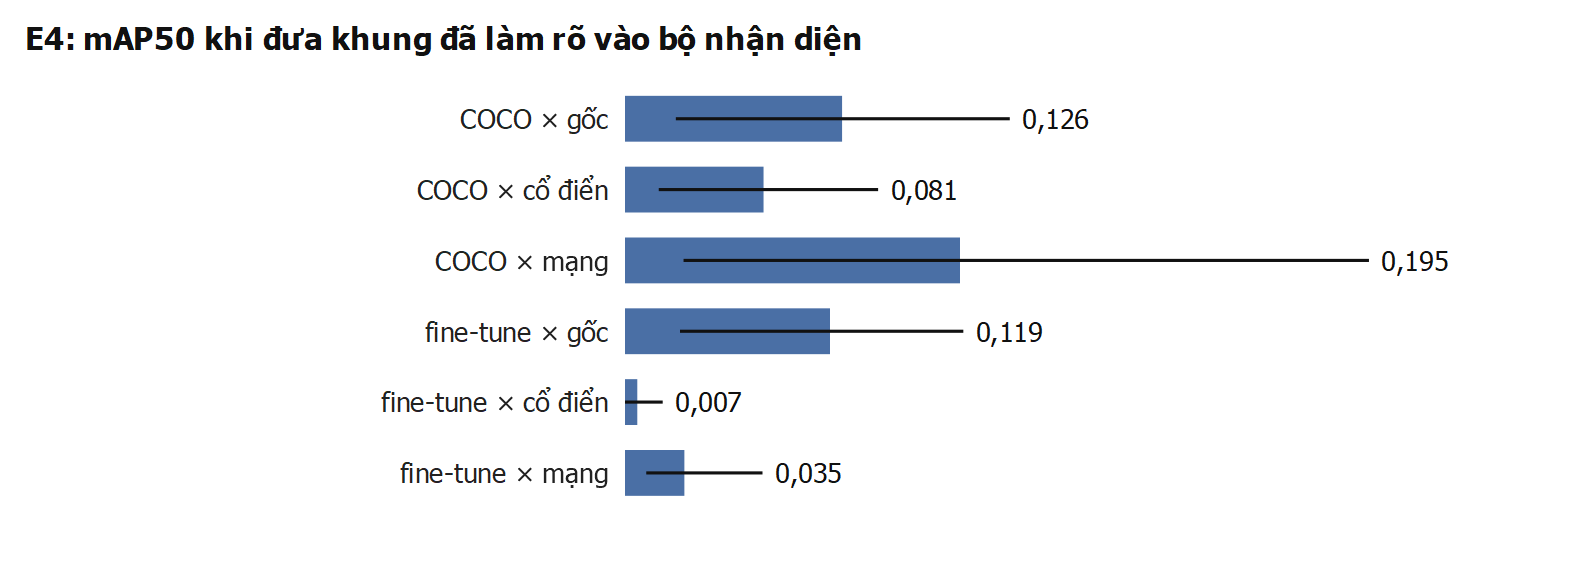 E4: mAP50 khi đưa khung đã làm rõ vào bộ nhận diện
COCO × gốc 0,126
COCO × cổ điển 0,081
COCO × mạng 0,195
fine-tune × gốc 0,119
fine-tune × cổ điển 0,007
fine-tune × mạng 0,035